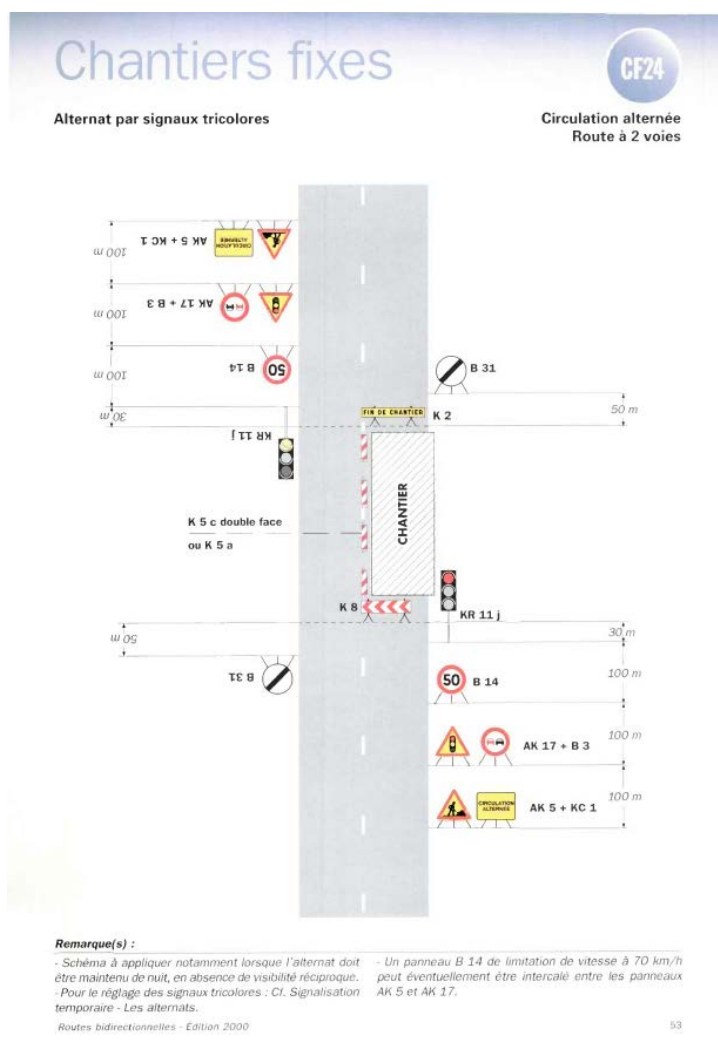 Chantiers fixes
CF24
Alternat par signaux tricolores
Circulation alternée
Route à 2 voies
100 m
AK 5 + KC 1
CIRCULATION
ALTERNÉE
100 m
AK 17 + B 3
100 m
B 14
50
B 31
30 m
KR 11 j
FIN DE CHANTIER
K 2
50 m
CHANTIER
K 5 c double face
ou K 5 a
K 8
KR 11 j
50 m
30 m
B 31
50
B 14
100 m
AK 17 + B 3
100 m
CIRCULATION
ALTERNÉE
AK 5 + KC 1
100 m
Remarque(s) :
- Schéma à appliquer notamment lorsque l'alternat doit
être maintenu de nuit, en absence de visibilité réciproque.
- Pour le réglage des signaux tricolores : Cf. Signalisation
temporaire - Les alternats.
- Un panneau B 14 de limitation de vitesse à 70 km/h
peut éventuellement être intercalé entre les panneaux
AK 5 et AK 17.
Routes bidirectionnelles - Édition 2000
53